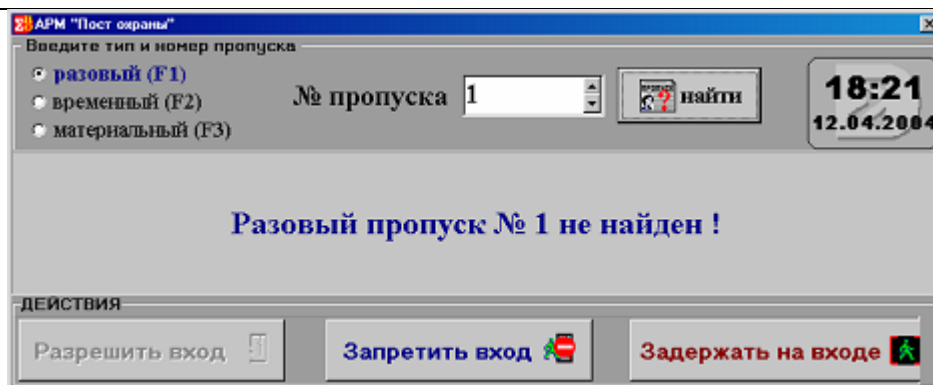 АРМ "Пост охраны"
Введите тип и номер пропуска
разовый (F1)
временный (F2)
материальный (F3)
№ пропуска 1
найти
18:21
12.04.2004
Разовый пропуск № 1 не найден !
ДЕЙСТВИЯ
Разрешить вход
Запретить вход
Задержать на входе